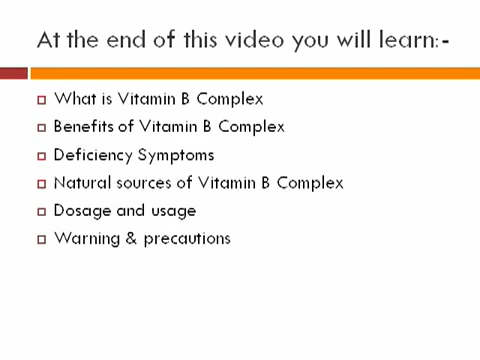 At the end of this video you will learn:-
What is Vitamin B Complex
Benefits of Vitamin B Complex
Deficiency Symptoms
Natural sources of Vitamin B Complex
Dosage and usage
Warning & precautions